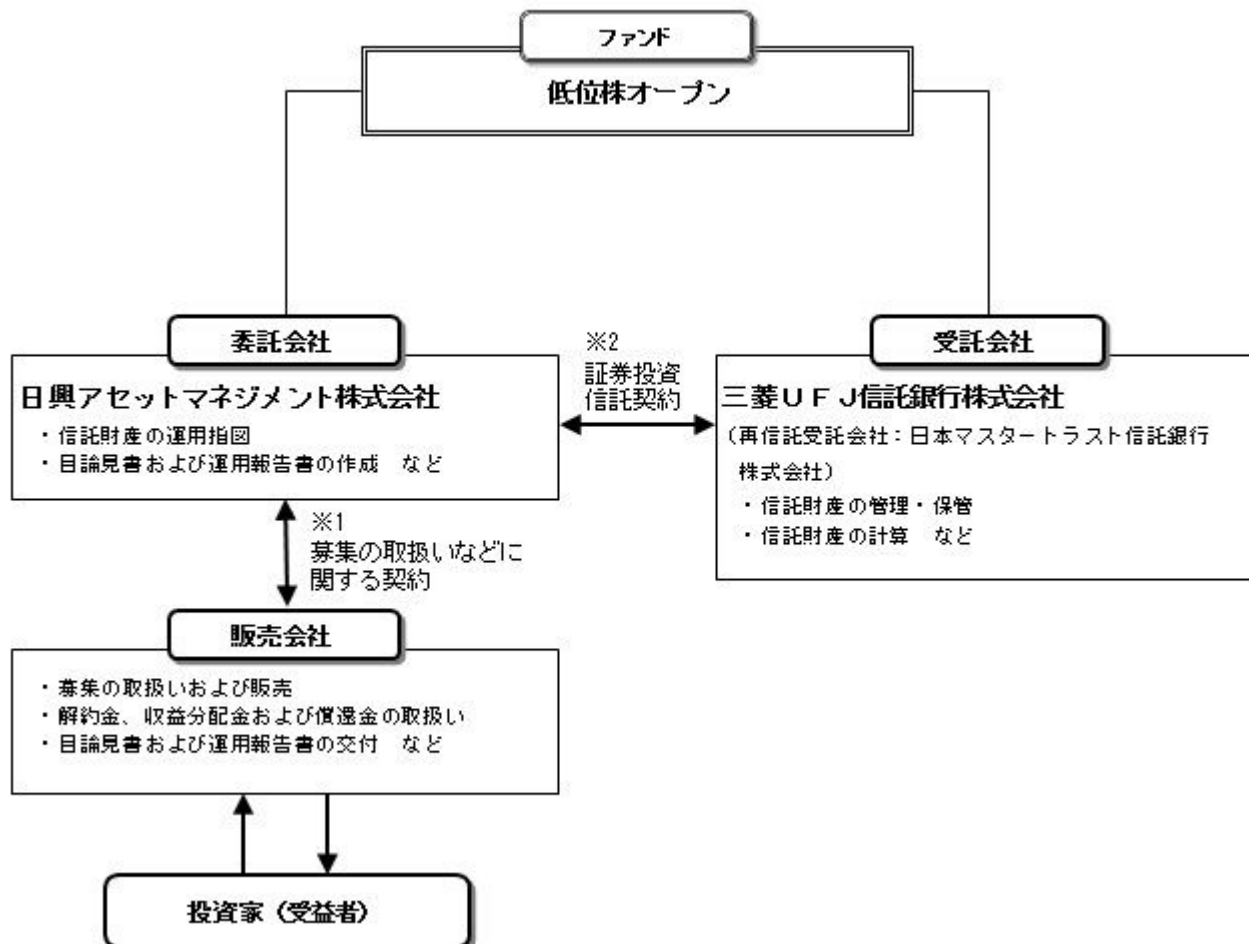 ファンド
低位株オープン
委託会社
日興アセットマネジメント株式会社
・信託財産の運用指図
・目論見書および運用報告書の作成　など
※2
証券投資
信託契約
受託会社
三菱ＵＦＪ信託銀行株式会社
（再信託受託会社：日本マスタートラスト信託銀行
株式会社）
・信託財産の管理・保管
・信託財産の計算　など
※1
募集の取扱いなどに
関する契約
販売会社
・募集の取扱いおよび販売
・解約金、収益分配金および償還金の取扱い
・目論見書および運用報告書の交付　など
投資家（受益者）